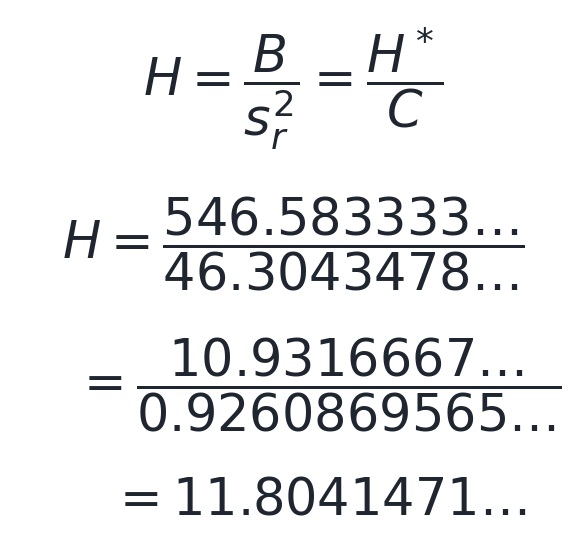 H = B/s_r^2 = H*/C
H = 546.583333.../46.3043478...
= 10.9316667.../0.9260869565...
= 11.8041471...